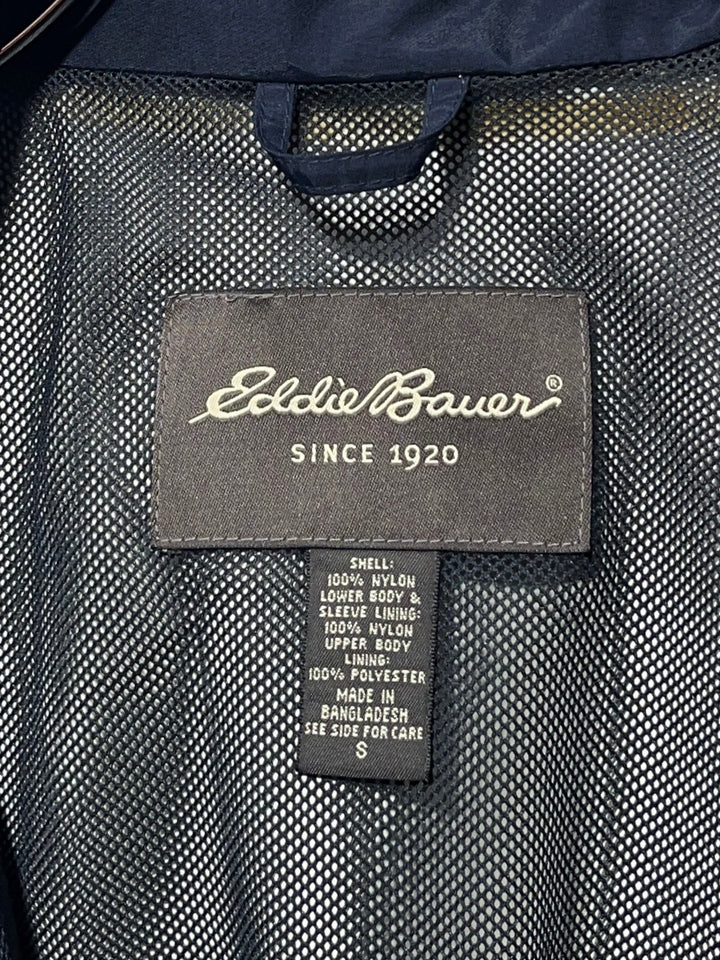 Eddie Bauer®
SINCE 1920
SHELL:
100% NYLON
LOWER BODY &
SLEEVE LINING:
100% NYLON
UPPER BODY
LINING:
100% POLYESTER
MADE IN
BANGLADESH
SEE SIDE FOR CARE
S